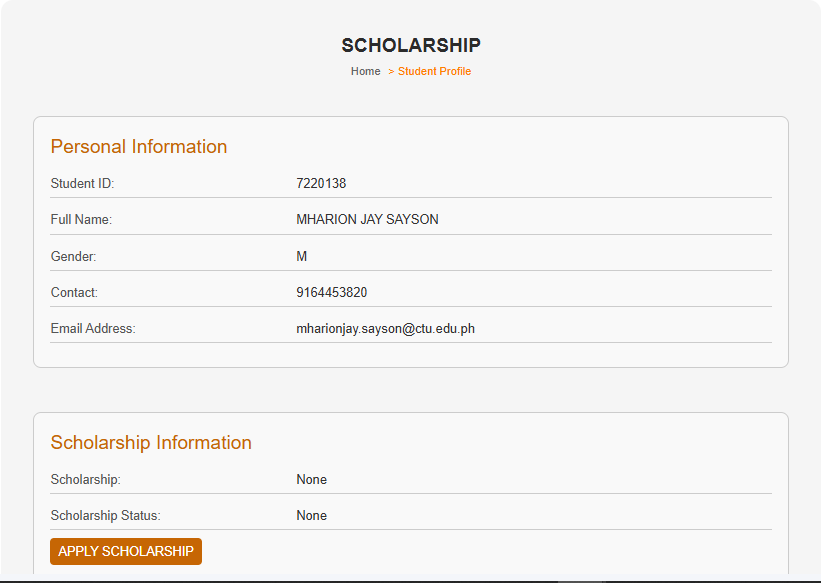 SCHOLARSHIP
Home > Student Profile
Personal Information
Student ID: 7220138
Full Name: MHARION JAY SAYSON
Gender: M
Contact: 9164453820
Email Address: mharionjay.sayson@ctu.edu.ph
Scholarship Information
Scholarship: None
Scholarship Status: None
APPLY SCHOLARSHIP